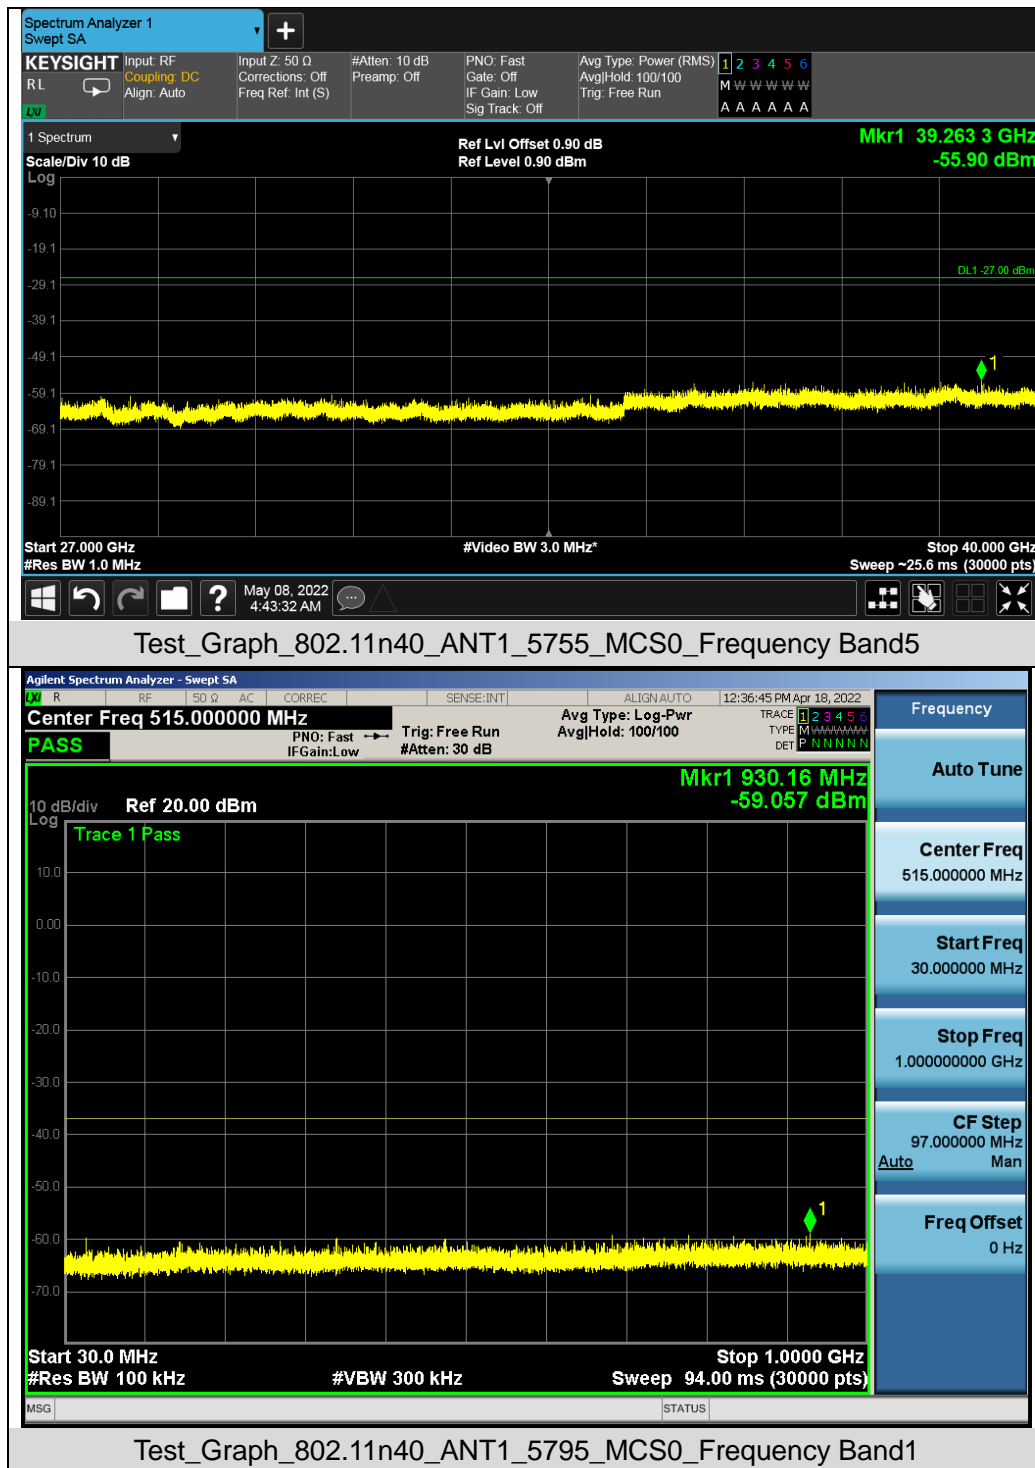 Spectrum Analyzer 1
Swept SA
+
KEYSIGHT
R L
LXI
Input: RF
Coupling: DC
Align: Auto
Input Z: 50 Ω
Corrections: Off
Freq Ref: Int (S)
#Atten: 10 dB
Preamp: Off
PNO: Fast
Gate: Off
IF Gain: Low
Sig Track: Off
Avg Type: Power (RMS)
Avg|Hold: 100/100
Trig: Free Run
1 2 3 4 5 6
M W W W W W
A A A A A A
1 Spectrum
Scale/Div 10 dB
Log
Ref Lvl Offset 0.90 dB
Ref Level 0.90 dBm
Mkr1 39.263 3 GHz
-55.90 dBm
-9.10
-19.1
DL1 -27.00 dBm
-29.1
-39.1
-49.1
1
-59.1
-69.1
-79.1
-89.1
Start 27.000 GHz
#Video BW 3.0 MHz*
Stop 40.000 GHz
#Res BW 1.0 MHz
Sweep ~25.6 ms (30000 pts)
?
May 08, 2022
4:43:32 AM
Test_Graph_802.11n40_ANT1_5755_MCS0_Frequency Band5
Agilent Spectrum Analyzer - Swept SA
LXI R RF 50 Ω AC CORREC SENSE:INT ALIGNAUTO 12:36:45 PM Apr 18, 2022
Center Freq 515.000000 MHz
PASS
PNO: Fast
IFGain:Low
Trig: Free Run
#Atten: 30 dB
Avg Type: Log-Pwr
Avg|Hold: 100/100
TRACE 1 2 3 4 5 6
TYPE M W W W W W
DET P N N N N N
Mkr1 930.16 MHz
-59.057 dBm
10 dB/div Ref 20.00 dBm
Log
Trace 1 Pass
10.0
0.00
-10.0
-20.0
-30.0
-40.0
-50.0
1
-60.0
-70.0
Start 30.0 MHz
Stop 1.0000 GHz
#Res BW 100 kHz
#VBW 300 kHz
Sweep 94.00 ms (30000 pts)
MSG
STATUS
Frequency
Auto Tune
Center Freq
515.000000 MHz
Start Freq
30.000000 MHz
Stop Freq
1.000000000 GHz
CF Step
97.000000 MHz
Auto Man
Freq Offset
0 Hz
Test_Graph_802.11n40_ANT1_5795_MCS0_Frequency Band1